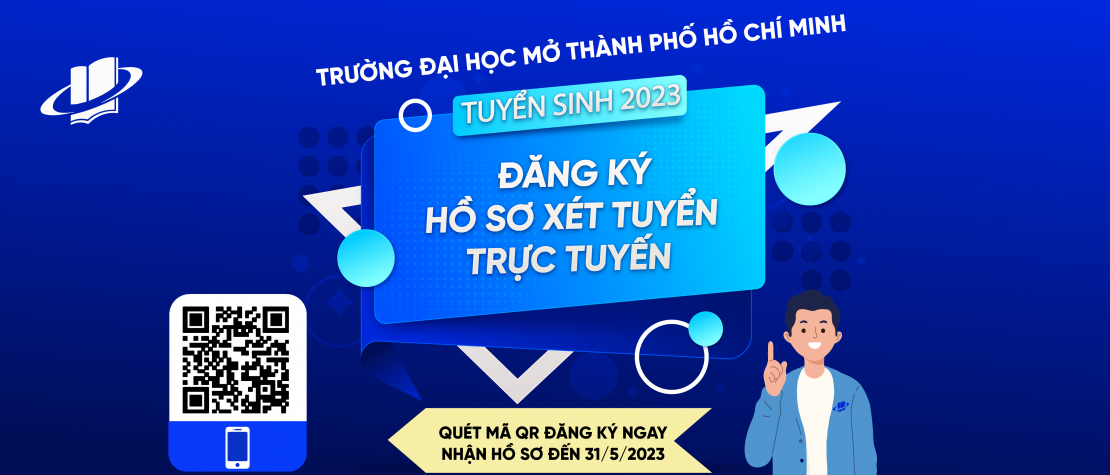 TRƯỜNG ĐẠI HỌC MỞ THÀNH PHỐ HỒ CHÍ MINH
TUYỂN SINH 2023
ĐĂNG KÝ
HỒ SƠ XÉT TUYỂN
TRỰC TUYẾN
QUÉT MÃ QR ĐĂNG KÝ NGAY
NHẬN HỒ SƠ ĐẾN 31/5/2023